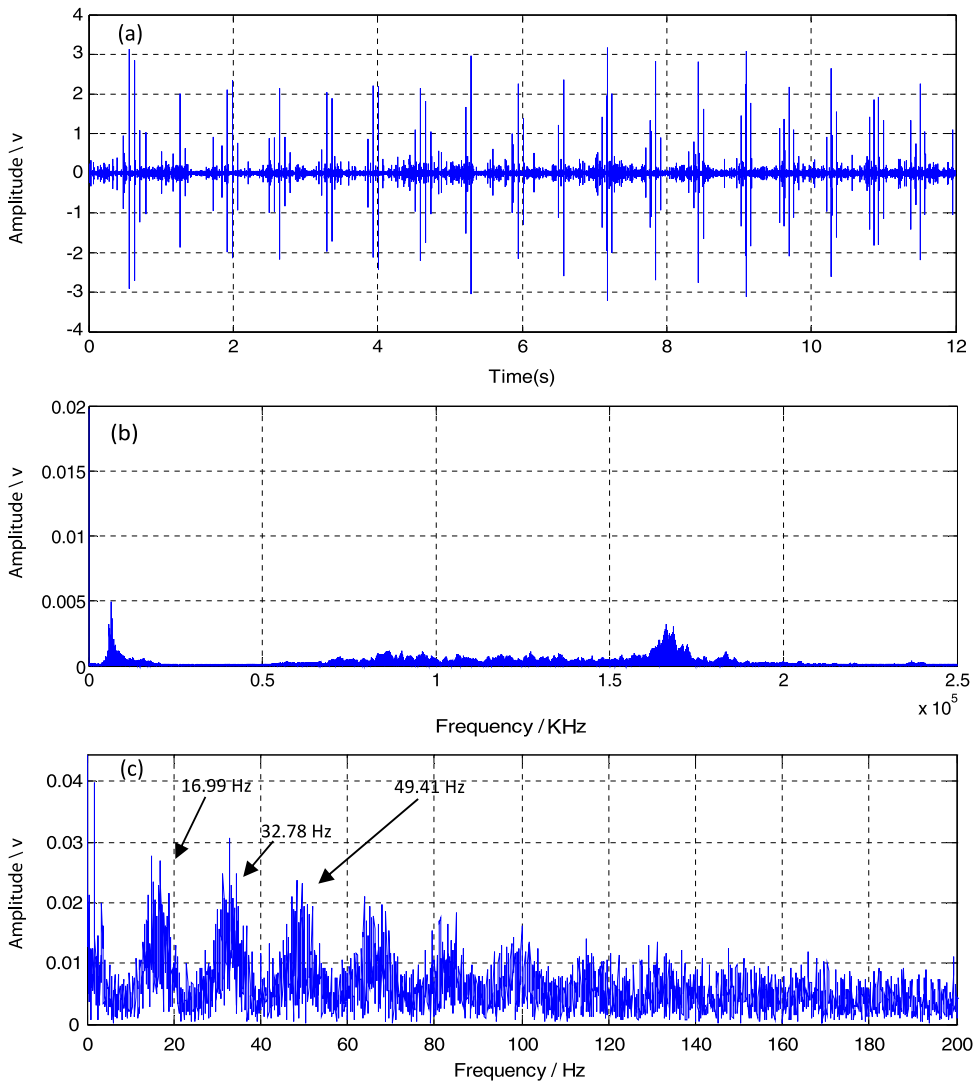 (a)
4
3
2
1
0
-1
-2
-3
-4
Amplitude \ v
0 2 4 6 8 10 12
Time(s)
(b)
0.02
0.015
0.01
0.005
0
Amplitude \ v
0 0.5 1 1.5 2 2.5
x 10^5
Frequency / KHz
(c)
16.99 Hz
32.78 Hz
49.41 Hz
0.04
0.03
0.02
0.01
0
Amplitude \ v
0 20 40 60 80 100 120 140 160 180 200
Frequency / Hz